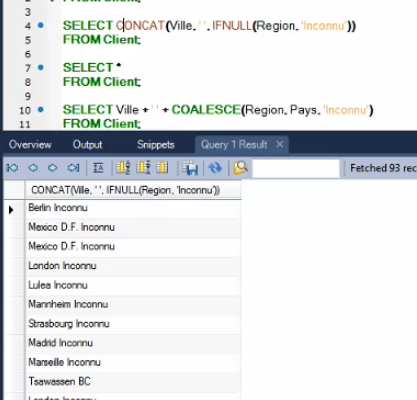 2
FROM Client;
3
4 SELECT CONCAT(Ville, ' ', IFNULL(Region, 'Inconnu'))
5 FROM Client;
6
7 SELECT *
8 FROM Client;
9
10 SELECT Ville + ' ' + COALESCE(Region, Pays, 'Inconnu')
11 FROM Client;
Overview Output Snippets Query 1 Result ×
Fetched 93 rec
CONCAT(Ville, ' ', IFNULL(Region, 'Inconnu'))
Berlin Inconnu
Mexico D.F. Inconnu
Mexico D.F. Inconnu
London Inconnu
Lulea Inconnu
Mannheim Inconnu
Strasbourg Inconnu
Madrid Inconnu
Marseille Inconnu
Tsawassen BC
London Inconnu